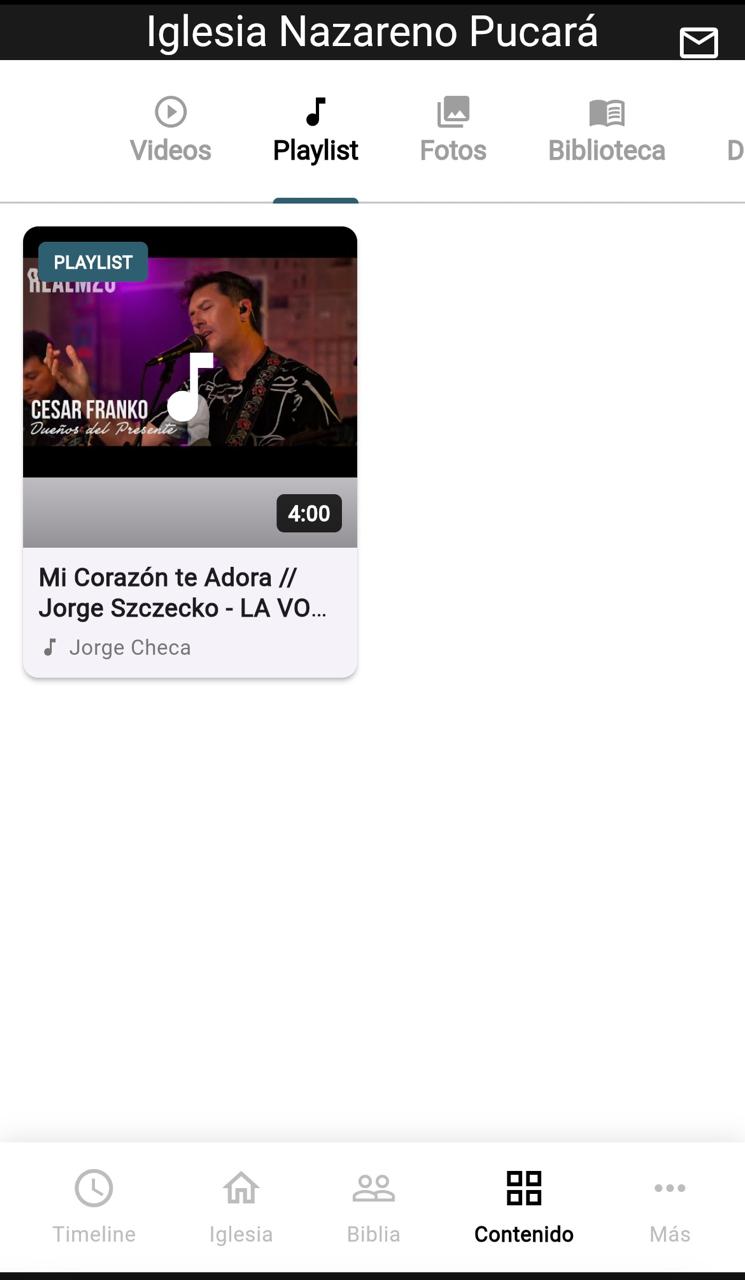 Iglesia Nazareno Pucará
Videos
Playlist
Fotos
Biblioteca
D
PLAYLIST
CESAR FRANKO
Dueños del Presente
4:00
Mi Corazón te Adora //
Jorge Szczecko - LA VO...
Jorge Checa
Timeline
Iglesia
Biblia
Contenido
Más